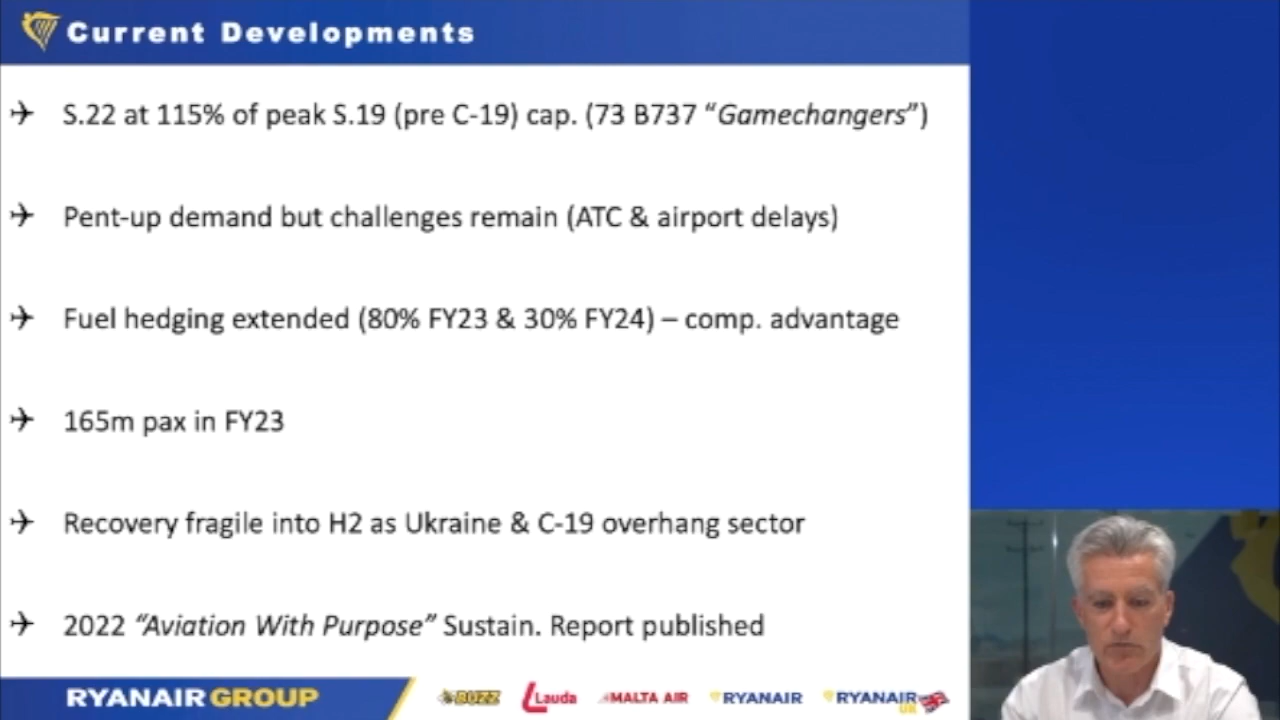 Current Developments
S.22 at 115% of peak S.19 (pre C-19) cap. (73 B737 “Gamechangers”)
Pent-up demand but challenges remain (ATC & airport delays)
Fuel hedging extended (80% FY23 & 30% FY24) – comp. advantage
165m pax in FY23
Recovery fragile into H2 as Ukraine & C-19 overhang sector
2022 “Aviation With Purpose” Sustain. Report published
RYANAIR GROUP
BUZZ
Lauda
MALTA AIR
RYANAIR
RYANAIR
UK